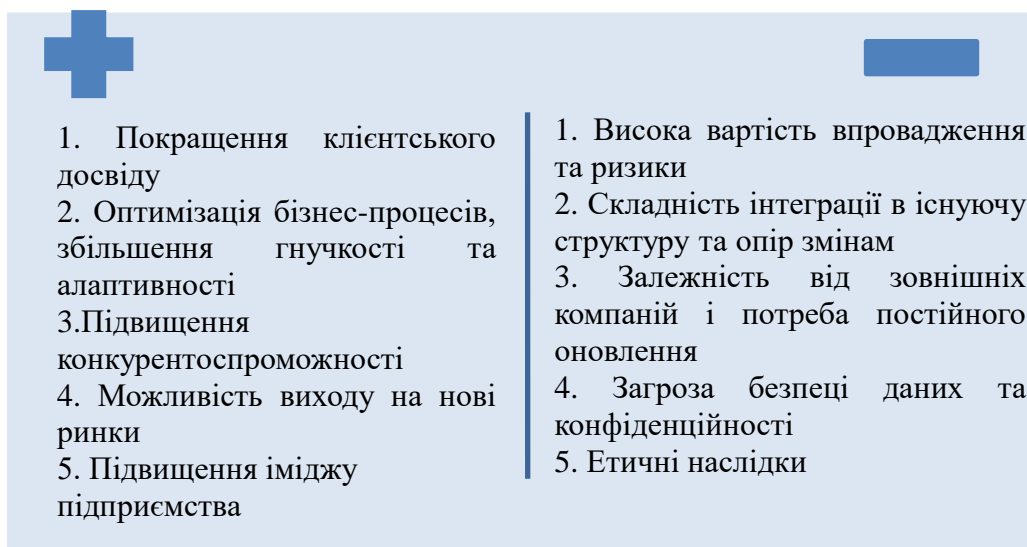 1. Покращення клієнтського
досвіду
2. Оптимізація бізнес-процесів,
збільшення гнучкості та
алаптивності
3.Підвищення
конкурентоспроможності
4. Можливість виходу на нові
ринки
5. Підвищення іміджу
підприємства
1. Висока вартість впровадження
та ризики
2. Складність інтеграції в існуючу
структуру та опір змінам
3. Залежність від зовнішніх
компаній і потреба постійного
оновлення
4. Загроза безпеці даних та
конфіденційності
5. Етичні наслідки